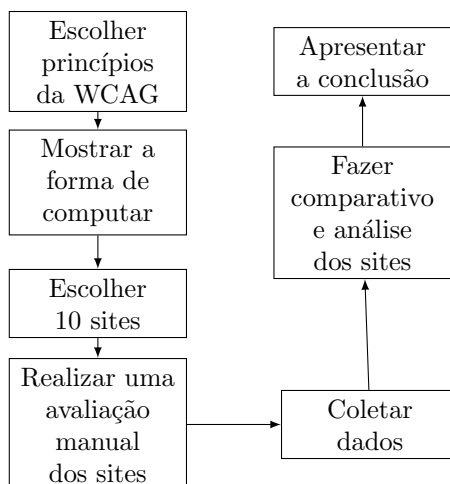 Escolher
princípios
da WCAG
Mostrar a
forma de
computar
Escolher
10 sites
Realizar uma
avaliação
manual
dos sites
Coletar
dados
Fazer
comparativo
e análise
dos sites
Apresentar
a conclusão